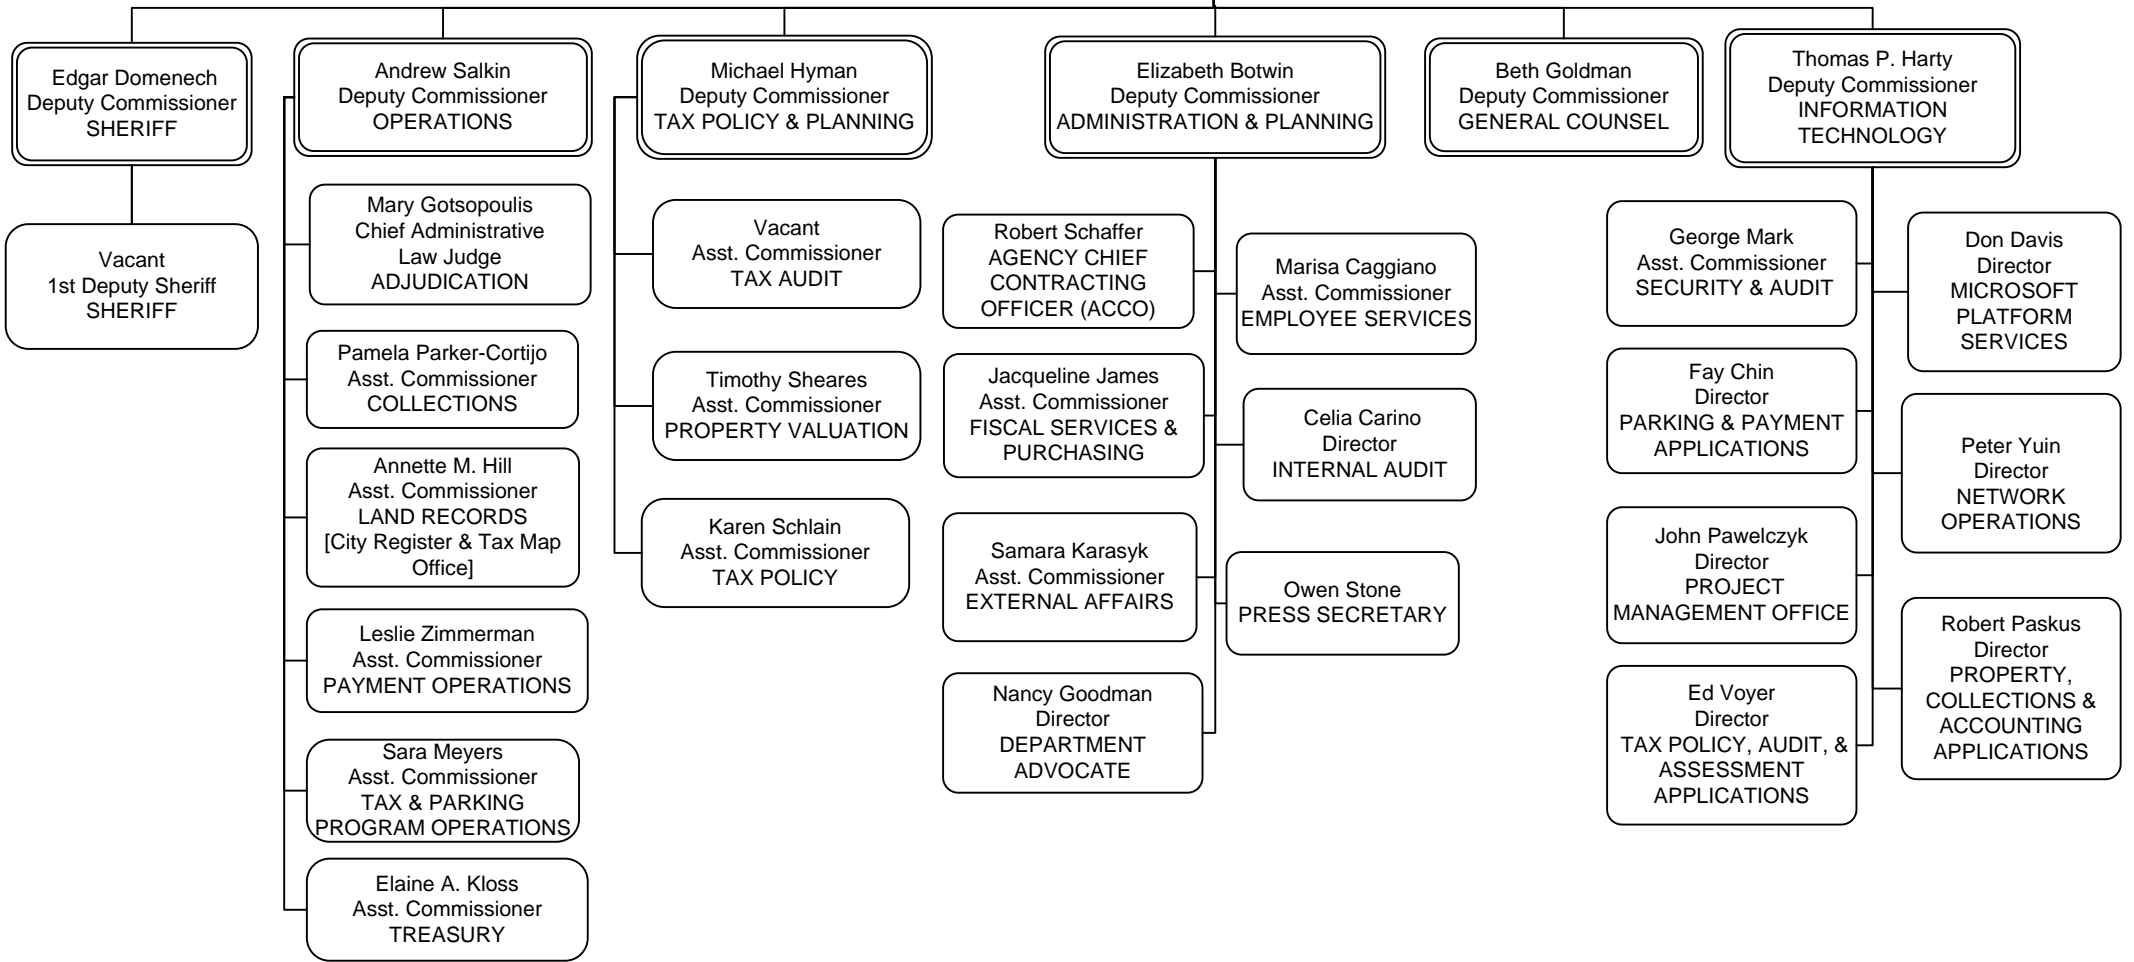 Edgar Domenech
Deputy Commissioner
SHERIFF
Vacant
1st Deputy Sheriff
SHERIFF
Andrew Salkin
Deputy Commissioner
OPERATIONS
Mary Gotsopoulis
Chief Administrative
Law Judge
ADJUDICATION
Pamela Parker-Cortijo
Asst. Commissioner
COLLECTIONS
Annette M. Hill
Asst. Commissioner
LAND RECORDS
[City Register & Tax Map
Office]
Leslie Zimmerman
Asst. Commissioner
PAYMENT OPERATIONS
Sara Meyers
Asst. Commissioner
TAX & PARKING
PROGRAM OPERATIONS
Elaine A. Kloss
Asst. Commissioner
TREASURY
Michael Hyman
Deputy Commissioner
TAX POLICY & PLANNING
Vacant
Asst. Commissioner
TAX AUDIT
Timothy Sheares
Asst. Commissioner
PROPERTY VALUATION
Karen Schlain
Asst. Commissioner
TAX POLICY
Elizabeth Botwin
Deputy Commissioner
ADMINISTRATION & PLANNING
Robert Schaffer
AGENCY CHIEF
CONTRACTING
OFFICER (ACCO)
Marisa Caggiano
Asst. Commissioner
EMPLOYEE SERVICES
Jacqueline James
Asst. Commissioner
FISCAL SERVICES &
PURCHASING
Celia Carino
Director
INTERNAL AUDIT
Samara Karasyk
Asst. Commissioner
EXTERNAL AFFAIRS
Owen Stone
PRESS SECRETARY
Nancy Goodman
Director
DEPARTMENT
ADVOCATE
Beth Goldman
Deputy Commissioner
GENERAL COUNSEL
Thomas P. Harty
Deputy Commissioner
INFORMATION
TECHNOLOGY
George Mark
Asst. Commissioner
SECURITY & AUDIT
Don Davis
Director
MICROSOFT
PLATFORM
SERVICES
Fay Chin
Director
PARKING & PAYMENT
APPLICATIONS
Peter Yuin
Director
NETWORK
OPERATIONS
John Pawelczyk
Director
PROJECT
MANAGEMENT OFFICE
Robert Paskus
Director
PROPERTY,
COLLECTIONS &
ACCOUNTING
APPLICATIONS
Ed Voyer
Director
TAX POLICY, AUDIT, &
ASSESSMENT
APPLICATIONS